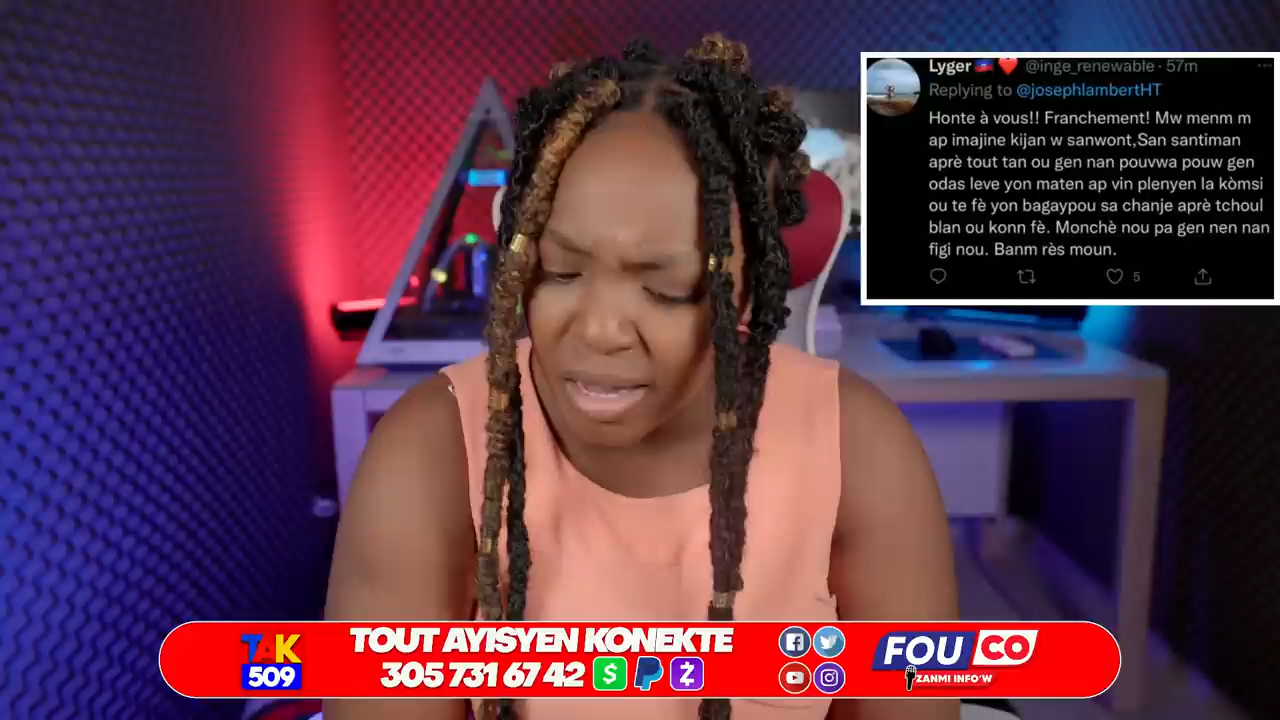 Lyger @inge_renewable · 57m
Replying to @josephlambertHT
Honte à vous!! Franchement! Mw menm m
ap imajine kijan w sanwont,San santiman
aprè tout tan ou gen nan pouvwa pouw gen
odas leve yon maten ap vin plenyen la kòmsi
ou te fè yon bagaypou sa chanje aprè tchoul
blan ou konn fè. Monchè nou pa gen nen nan
figi nou. Banm rès moun.
5
TAK
509
TOUT AYISYEN KONEKTE
305 731 67 42
FOU CO
ZANMI INFO'W